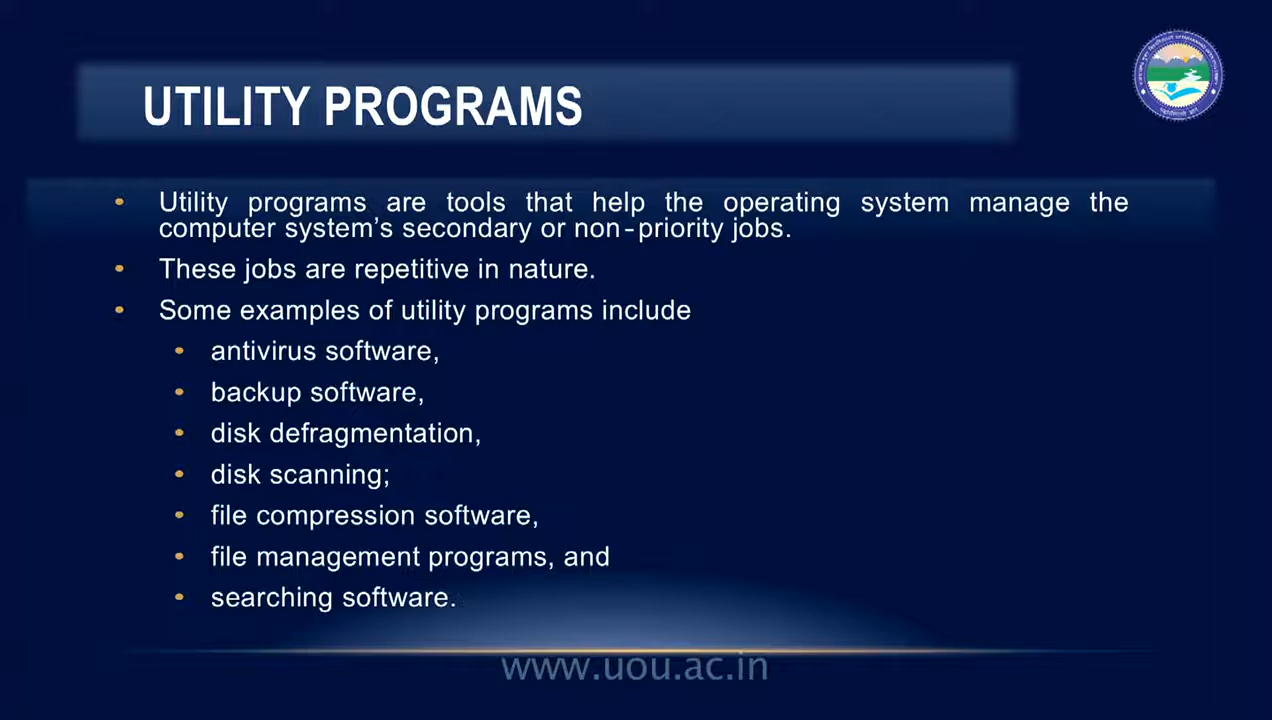 UTILITY PROGRAMS
• Utility programs are tools that help the operating system manage the
computer system's secondary or non-priority jobs.
• These jobs are repetitive in nature.
• Some examples of utility programs include
• antivirus software,
• backup software,
• disk defragmentation,
• disk scanning;
• file compression software,
• file management programs, and
• searching software.
www.uou.ac.in